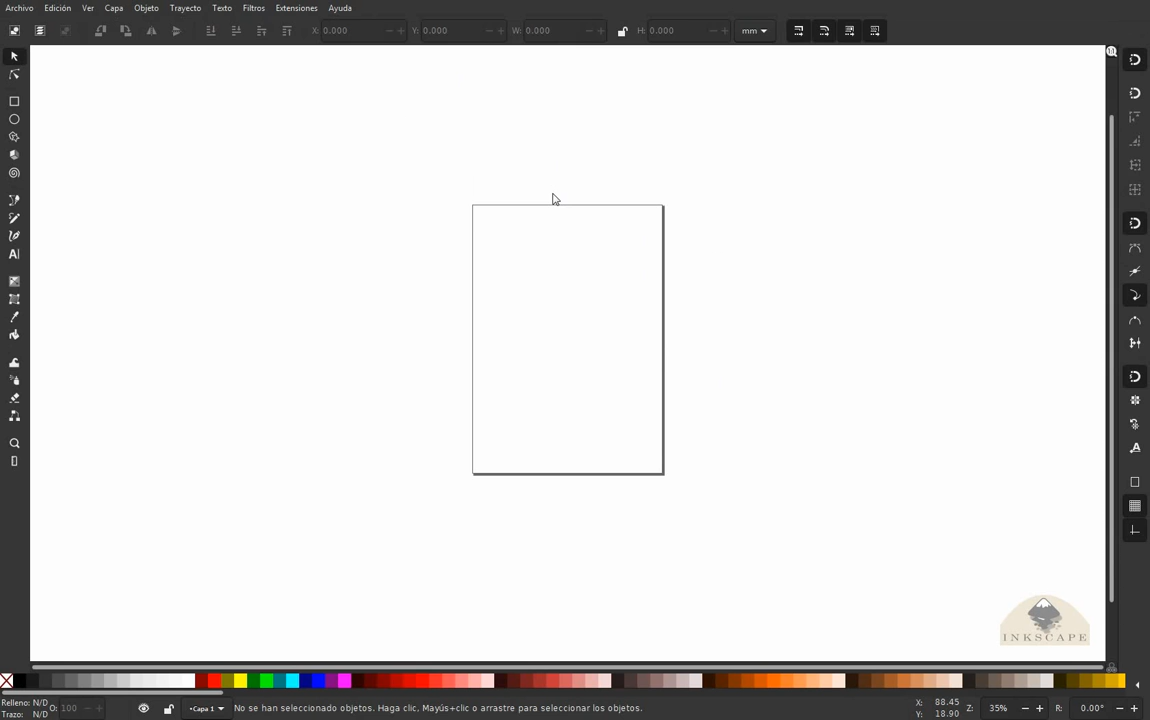 Archivo Edición Ver Capa Objeto Trayecto Texto Filtros Extensiones Ayuda
X: 0.000 Y: 0.000 W: 0.000 H: 0.000 mm
INKSCAPE
Relleno: N/D O: 100 •Capa 1 No se han seleccionado objetos. Haga clic, Mayús+clic o arrastre para seleccionar los objetos. X: 88.45 Z: 35% R: 0.00°
Trazo: N/D Y: 18.90